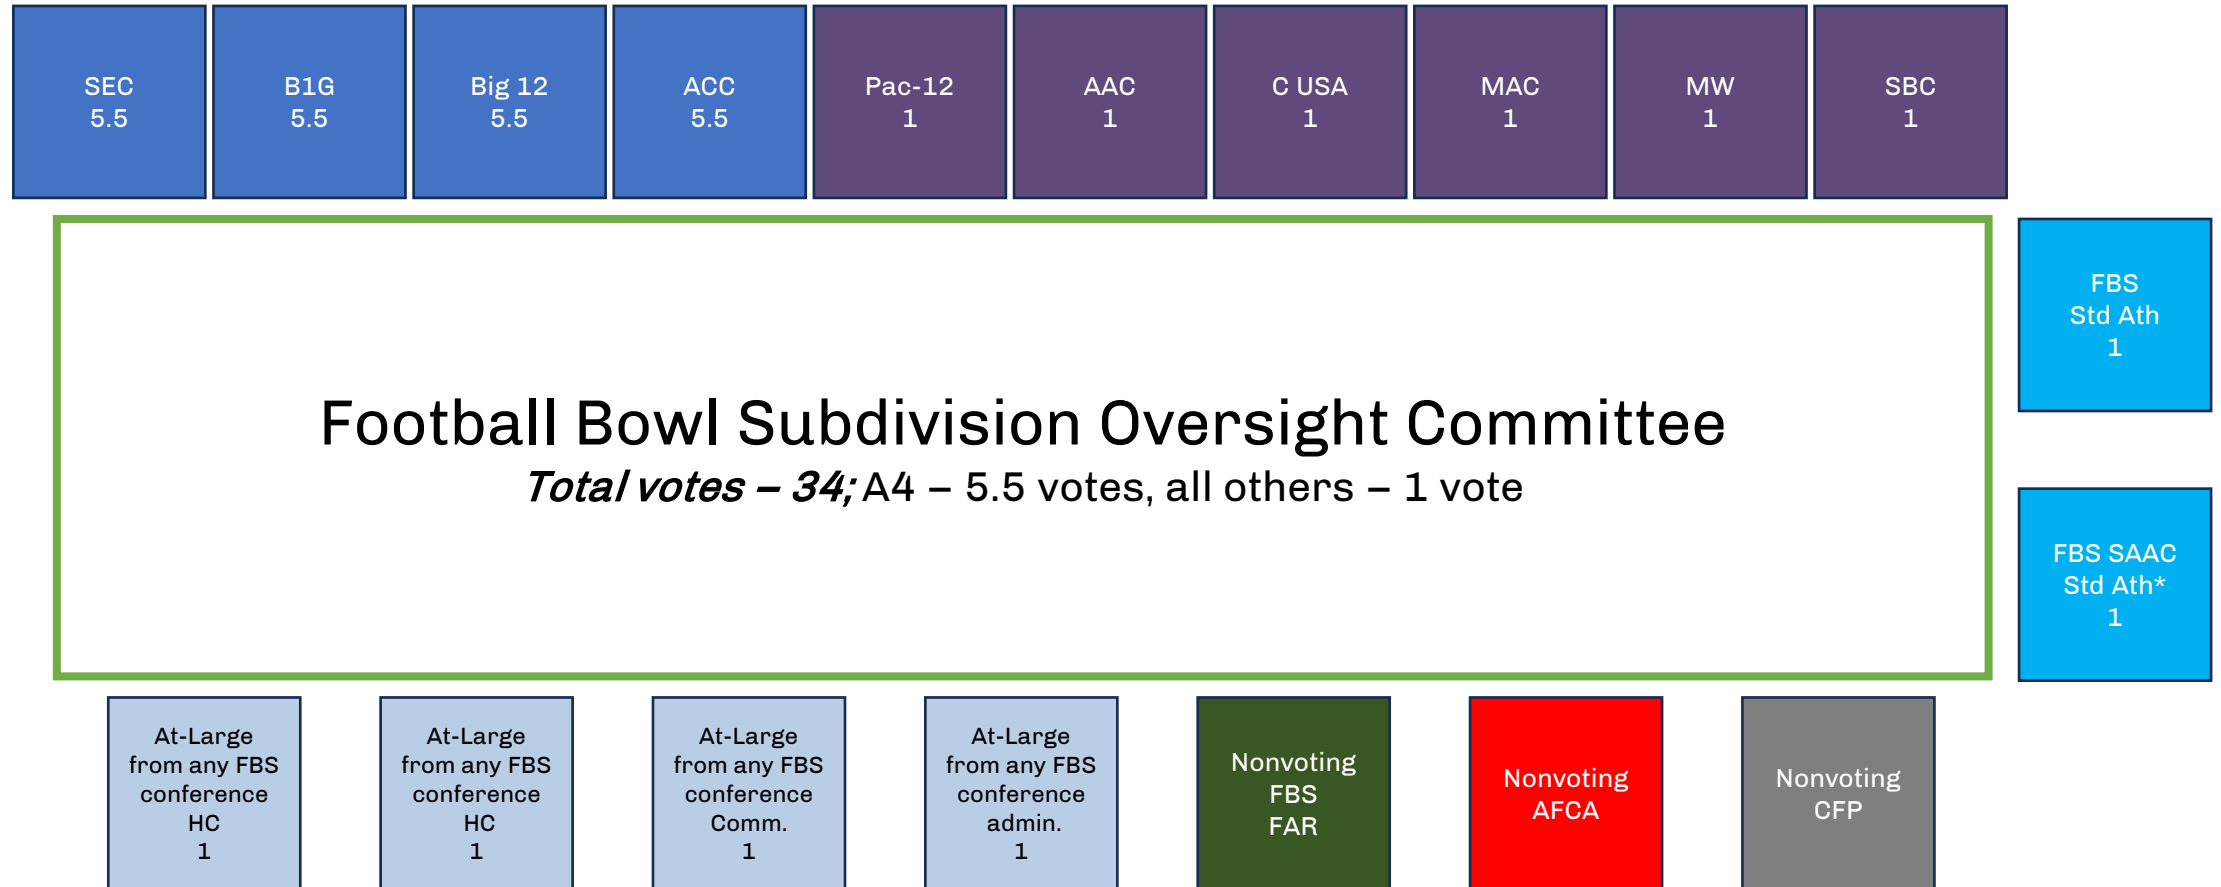 SEC
5.5
B1G
5.5
Big 12
5.5
ACC
5.5
Pac-12
1
AAC
1
C USA
1
MAC
1
MW
1
SBC
1
Football Bowl Subdivision Oversight Committee
Total votes – 34; A4 – 5.5 votes, all others – 1 vote
FBS
Std Ath
1
FBS SAAC
Std Ath*
1
At-Large
from any FBS
conference
HC
1
At-Large
from any FBS
conference
HC
1
At-Large
from any FBS
conference
Comm.
1
At-Large
from any FBS
conference
admin.
1
Nonvoting
FBS
FAR
Nonvoting
AFCA
Nonvoting
CFP